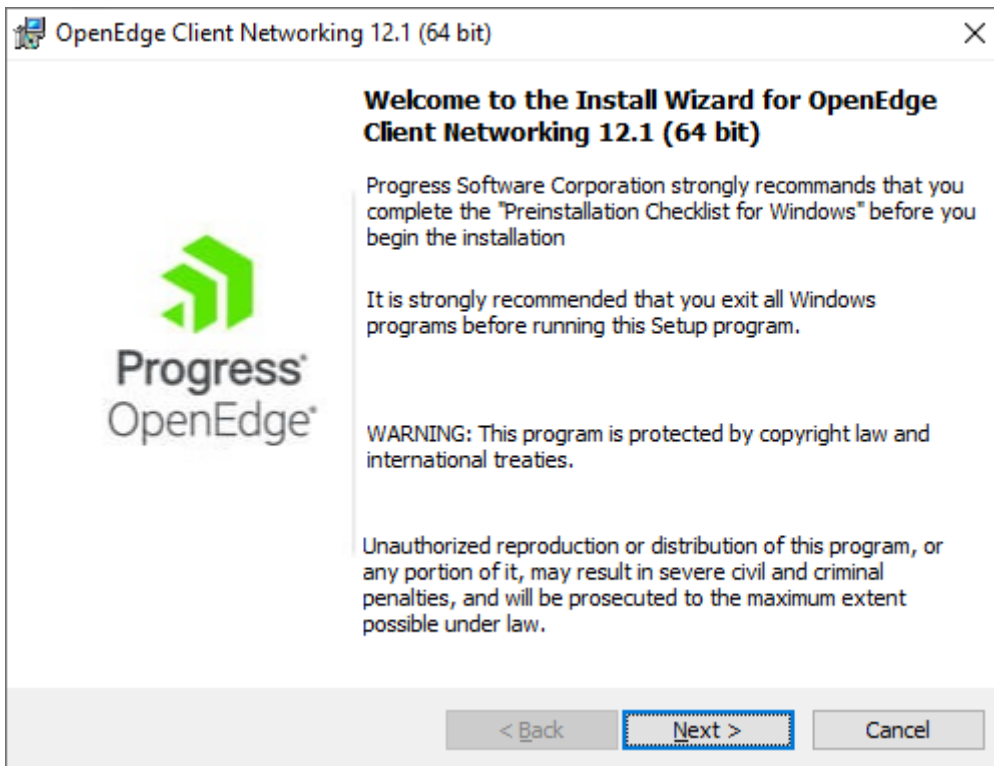 OpenEdge Client Networking 12.1 (64 bit)
Welcome to the Install Wizard for OpenEdge
Client Networking 12.1 (64 bit)
Progress Software Corporation strongly recommands that you
complete the "Preinstallation Checklist for Windows" before you
begin the installation
It is strongly recommended that you exit all Windows
programs before running this Setup program.
Progress®
OpenEdge®
WARNING: This program is protected by copyright law and
international treaties.
Unauthorized reproduction or distribution of this program, or
any portion of it, may result in severe civil and criminal
penalties, and will be prosecuted to the maximum extent
possible under law.
< Back
Next >
Cancel